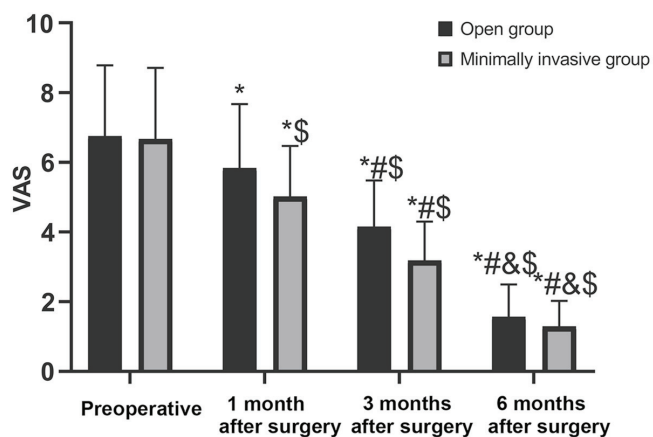 10
8
6
4
2
0
VAS
Open group
Minimally invasive group
*
*$
*#$
*#$
*#&$
*#&$
Preoperative
1 month
after surgery
3 months
after surgery
6 months
after surgery